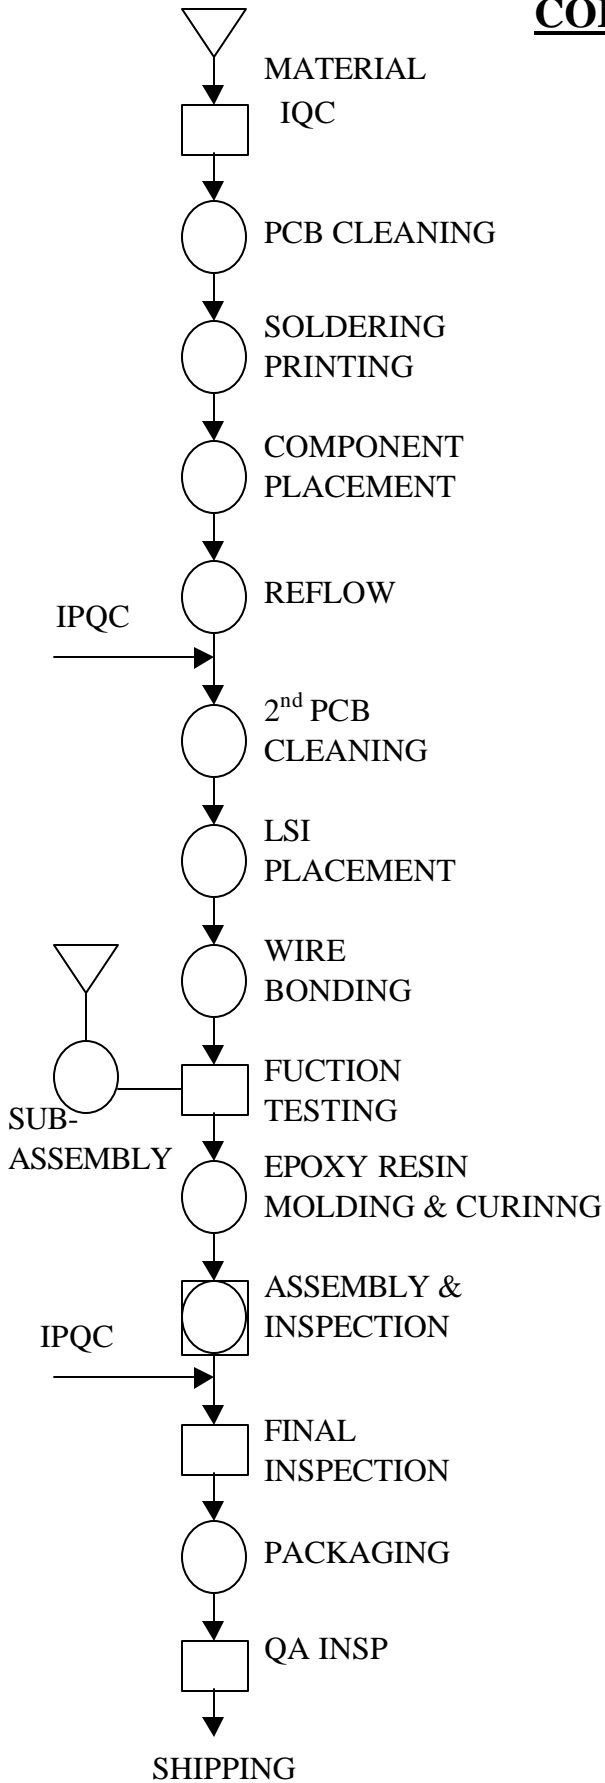 MATERIAL
IQC
PCB CLEANING
SOLDERING
PRINTING
COMPONENT
PLACEMENT
REFLOW
IPQC
2nd PCB
CLEANING
LSI
PLACEMENT
WIRE
BONDING
FUCTION
TESTING
SUB-
ASSEMBLY
EPOXY RESIN
MOLDING & CURINNG
ASSEMBLY &
INSPECTION
IPQC
FINAL
INSPECTION
PACKAGING
QA INSP
SHIPPING